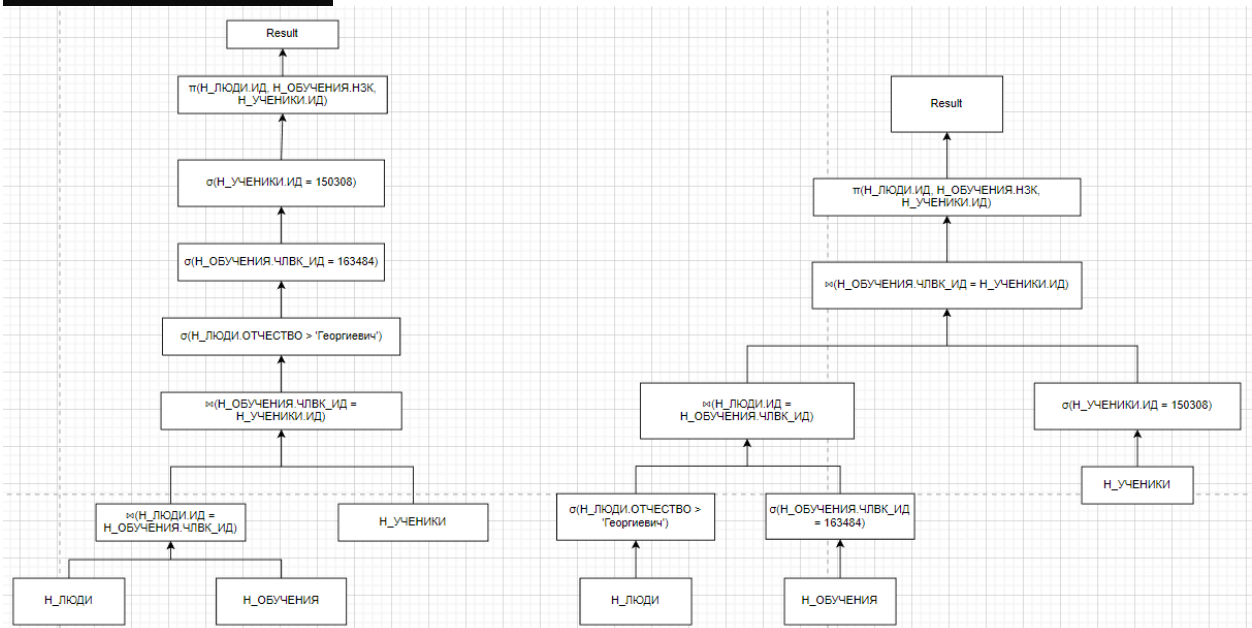 Result
π(Н_ЛЮДИ.ИД, Н_ОБУЧЕНИЯ.НЗК,
Н_УЧЕНИКИ.ИД)
σ(Н_УЧЕНИКИ.ИД = 150308)
σ(Н_ОБУЧЕНИЯ.ЧЛВК_ИД = 163484)
σ(Н_ЛЮДИ.ОТЧЕСТВО > 'Георгиевич')
⋈(Н_ОБУЧЕНИЯ.ЧЛВК_ИД =
Н_УЧЕНИКИ.ИД)
⋈(Н_ЛЮДИ.ИД =
Н_ОБУЧЕНИЯ.ЧЛВК_ИД)
Н_УЧЕНИКИ
Н_ЛЮДИ
Н_ОБУЧЕНИЯ
Result
π(Н_ЛЮДИ.ИД, Н_ОБУЧЕНИЯ.НЗК,
Н_УЧЕНИКИ.ИД)
⋈(Н_ОБУЧЕНИЯ.ЧЛВК_ИД = Н_УЧЕНИКИ.ИД)
⋈(Н_ЛЮДИ.ИД =
Н_ОБУЧЕНИЯ.ЧЛВК_ИД)
σ(Н_УЧЕНИКИ.ИД = 150308)
Н_УЧЕНИКИ
σ(Н_ЛЮДИ.ОТЧЕСТВО >
'Георгиевич')
σ(Н_ОБУЧЕНИЯ.ЧЛВК_ИД
= 163484)
Н_ЛЮДИ
Н_ОБУЧЕНИЯ